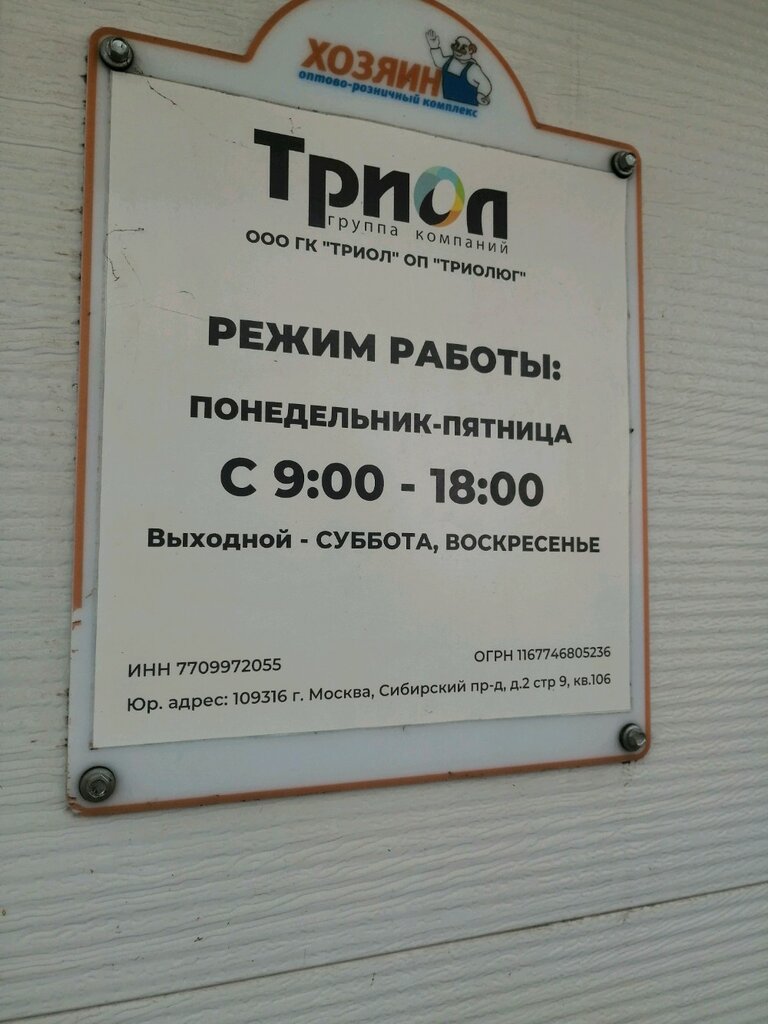 ХОЗЯИН
оптово-розничный комплекс
Триол
группа компаний
ООО ГК "ТРИОЛ" ОП "ТРИОЛЮГ"
РЕЖИМ РАБОТЫ:
ПОНЕДЕЛЬНИК-ПЯТНИЦА
С 9:00 - 18:00
Выходной - СУББОТА, ВОСКРЕСЕНЬЕ
ИНН 7709972055 ОГРН 1167746805236
Юр. адрес: 109316 г. Москва, Сибирский пр-д, д.2 стр 9, кв.106